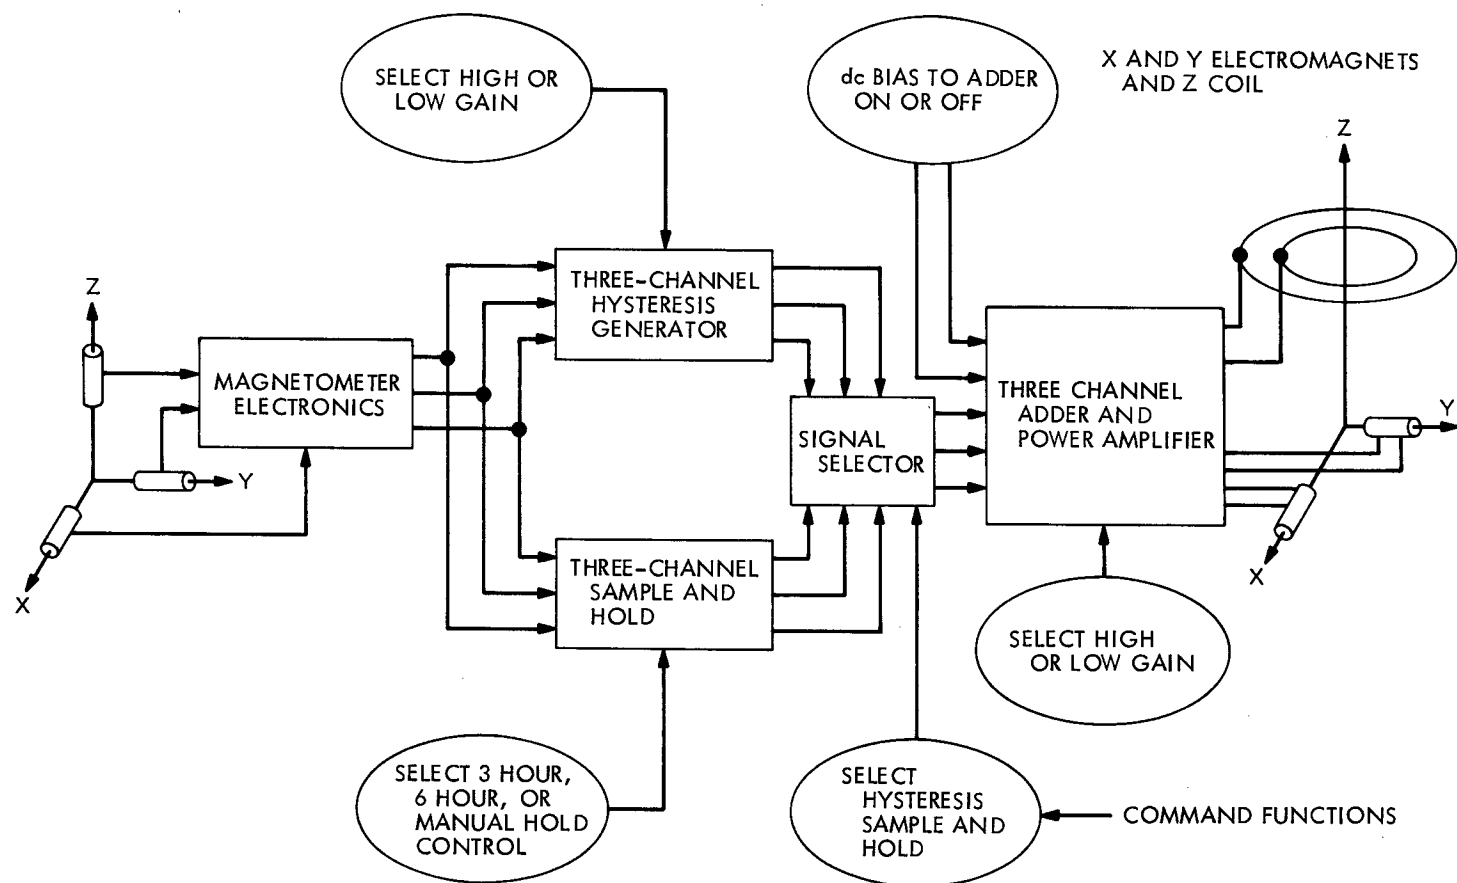 SELECT HIGH OR
LOW GAIN
dc BIAS TO ADDER
ON OR OFF
X AND Y ELECTROMAGNETS
AND Z COIL
Z
Z
THREE-CHANNEL
HYSTERESIS
GENERATOR
MAGNETOMETER
ELECTRONICS
THREE CHANNEL
ADDER AND
POWER AMPLIFIER
SIGNAL
SELECTOR
Y
Y
X
X
THREE-CHANNEL
SAMPLE AND
HOLD
SELECT HIGH
OR LOW GAIN
SELECT 3 HOUR,
6 HOUR, OR
MANUAL HOLD
CONTROL
SELECT
HYSTERESIS
SAMPLE AND
HOLD
COMMAND FUNCTIONS